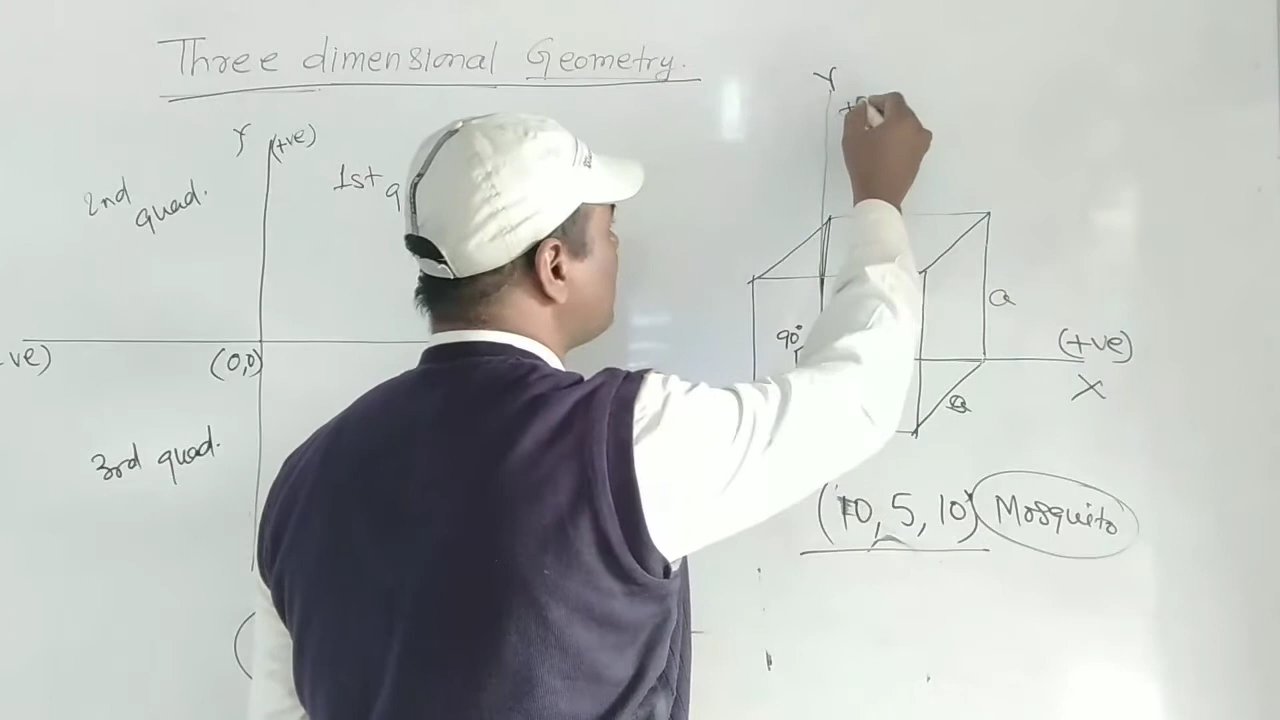 Three dimensional Geometry.
Y (+ve)
2nd quad.
1st q
(0,0)
ve)
3rd quad.
Y
90°
a
(+ve)
X
a
(10, 5, 10) Mosquito